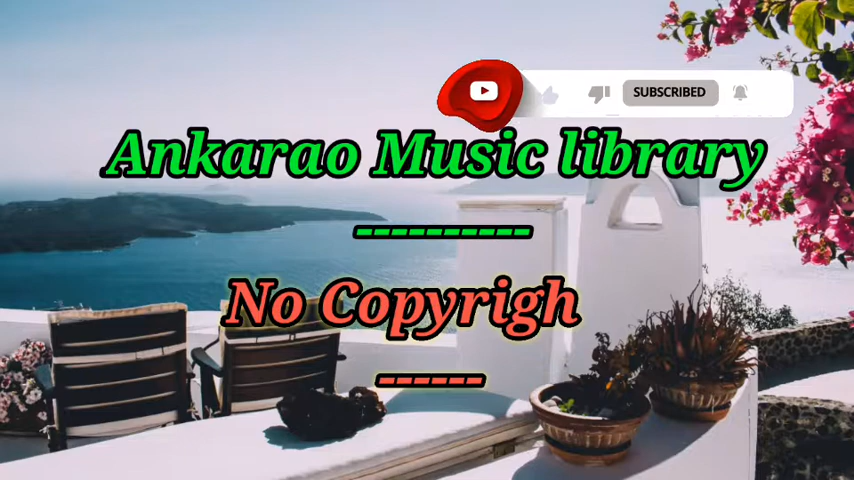 SUBSCRIBED
Ankarao Music library
----------
No Copyrigh
------